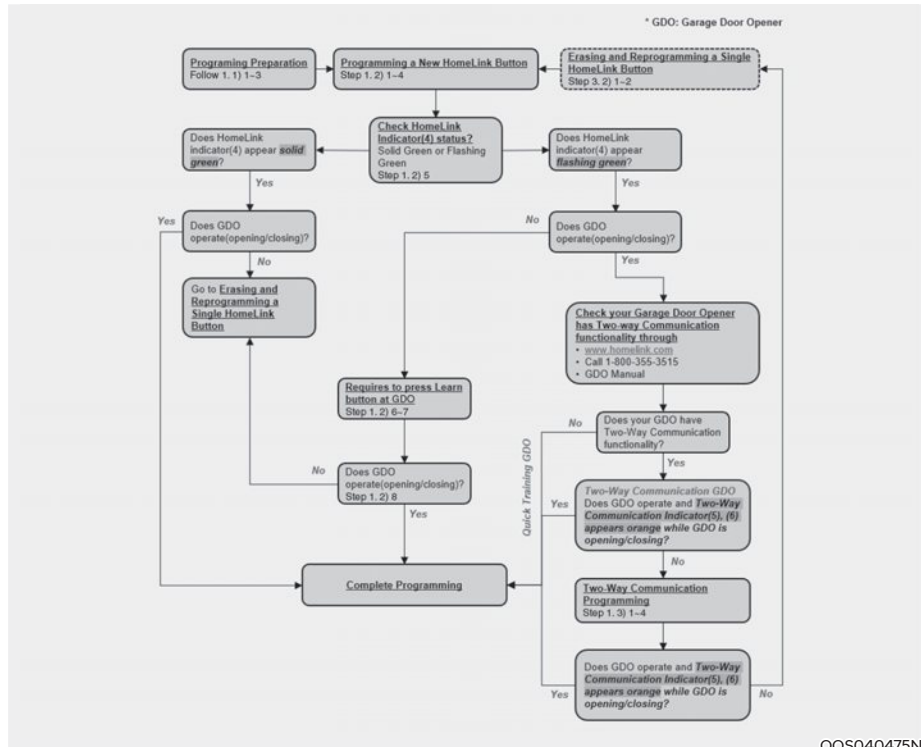 * GDO: Garage Door Opener
Programing Preparation
Follow 1. 1) 1~3
Programming a New HomeLink Button
Step 1. 2) 1~4
Erasing and Reprogramming a Single
HomeLink Button
Step 3. 2) 1~2
Does HomeLink
indicator(4) appear solid
green?
Check HomeLink
Indicator(4) status?
Solid Green or Flashing
Green
Step 1. 2) 5
Does HomeLink
indicator(4) appear
flashing green?
Yes
Yes
Yes
Does GDO
operate(opening/closing)?
No
Does GDO
operate(opening/closing)?
No
Yes
Go to Erasing and
Reprogramming a
Single HomeLink
Button
Check your Garage Door Opener
has Two-way Communication
functionality through
• www.homelink.com
• Call 1-800-355-3515
• GDO Manual
Requires to press Learn
button at GDO
Step 1. 2) 6~7
No
Does your GDO have
Two-Way Communication
functionality?
Quick Training GDO
Yes
No
Does GDO
operate(opening/closing)?
Step 1. 2) 8
Yes
Yes
Two-Way Communication GDO
Does GDO operate and Two-Way
Communication Indicator(5), (6)
appears orange while GDO is
opening/closing?
No
Complete Programming
Two-Way Communication
Programming
Step 1. 3) 1~4
Does GDO operate and Two-Way
Communication Indicator(5), (6)
appears orange while GDO is
opening/closing?
Yes
No
OOS040475N